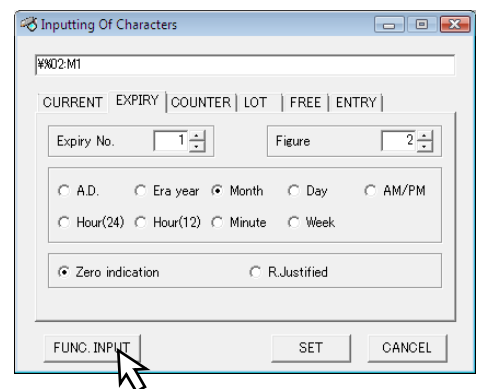 Inputting Of Characters
¥%02:M1
CURRENT EXPIRY COUNTER LOT FREE ENTRY
Expiry No. 1 Figure 2
A.D. Era year Month Day AM/PM
Hour(24) Hour(12) Minute Week
Zero indication R.Justified
FUNC. INPUT SET CANCEL